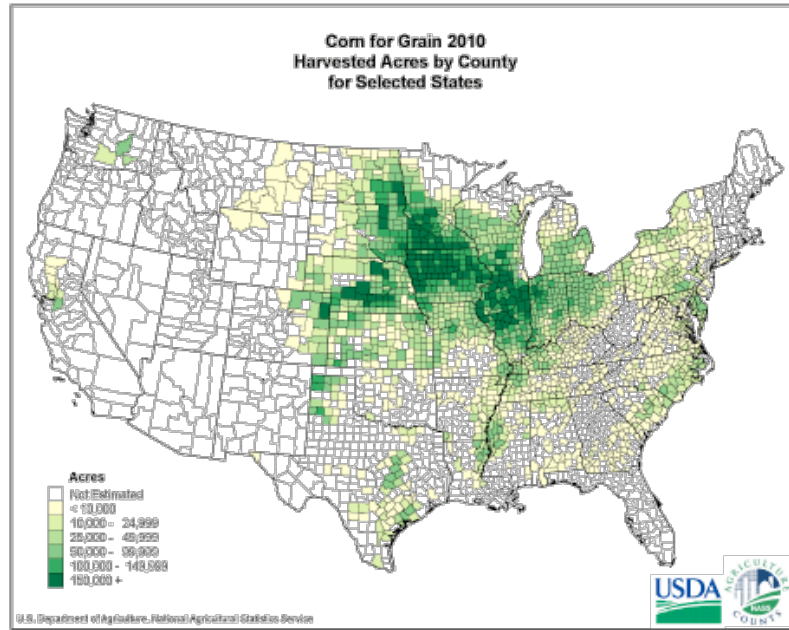 Corn for Grain 2010
Harvested Acres by County
for Selected States
Acres
Not Estimated
< 10,000
10,000 - 24,999
25,000 - 49,999
50,000 - 99,999
100,000 - 149,999
150,000 +
U.S. Department of Agriculture, National Agricultural Statistics Service
USDA
AGRICULTURE
NASS
COUNTS